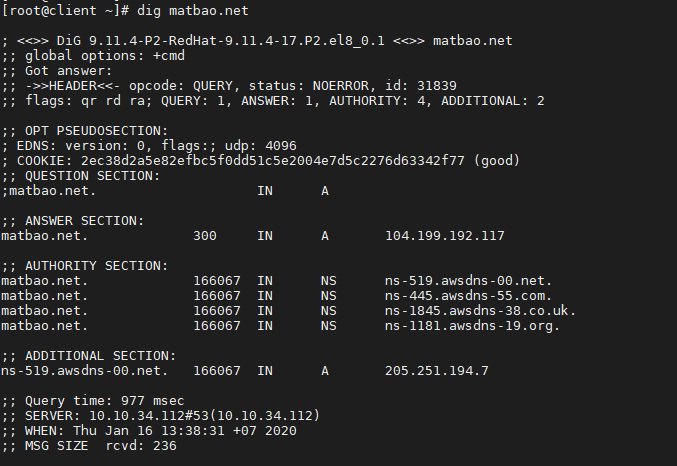 [root@client ~]# dig matbao.net
; <<>> DiG 9.11.4-P2-RedHat-9.11.4-17.P2.el8_0.1 <<>> matbao.net
;; global options: +cmd
;; Got answer:
;; ->>HEADER<<- opcode: QUERY, status: NOERROR, id: 31839
;; flags: qr rd ra; QUERY: 1, ANSWER: 1, AUTHORITY: 4, ADDITIONAL: 2
;; OPT PSEUDOSECTION:
; EDNS: version: 0, flags:; udp: 4096
; COOKIE: 2ec38d2a5e82efbc5f0dd51c5e2004e7d5c2276d63342f77 (good)
;; QUESTION SECTION:
;matbao.net. IN A
;; ANSWER SECTION:
matbao.net. 300 IN A 104.199.192.117
;; AUTHORITY SECTION:
matbao.net. 166067 IN NS ns-519.awsdns-00.net.
matbao.net. 166067 IN NS ns-445.awsdns-55.com.
matbao.net. 166067 IN NS ns-1845.awsdns-38.co.uk.
matbao.net. 166067 IN NS ns-1181.awsdns-19.org.
;; ADDITIONAL SECTION:
ns-519.awsdns-00.net. 166067 IN A 205.251.194.7
;; Query time: 977 msec
;; SERVER: 10.10.34.112#53(10.10.34.112)
;; WHEN: Thu Jan 16 13:38:31 +07 2020
;; MSG SIZE rcvd: 236